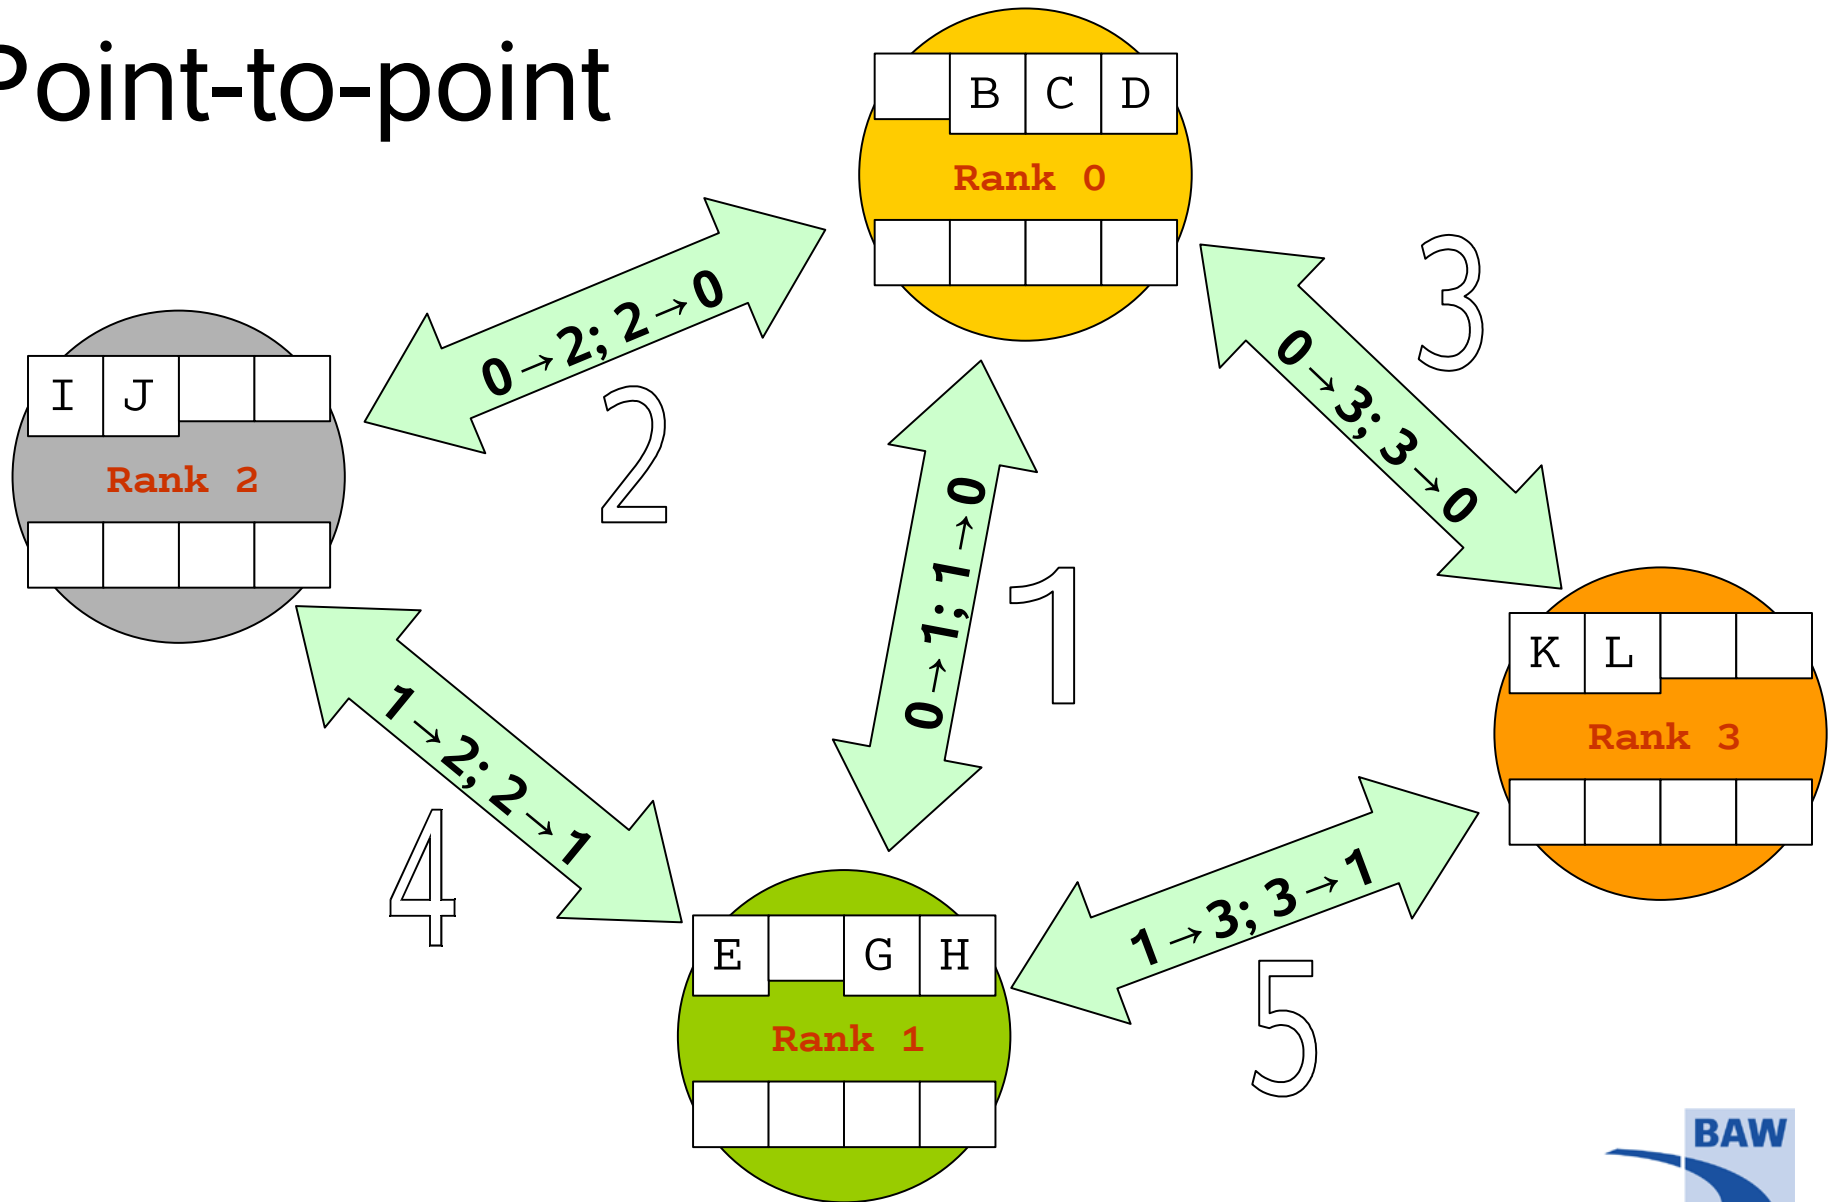 Point-to-point
B C D
Rank 0
0→2; 2→0
2
3
0→3; 3→0
I J
Rank 2
0→1; 1→0
1
K L
Rank 3
1→2; 2→1
4
1→3; 3→1
5
E G H
Rank 1
BAW